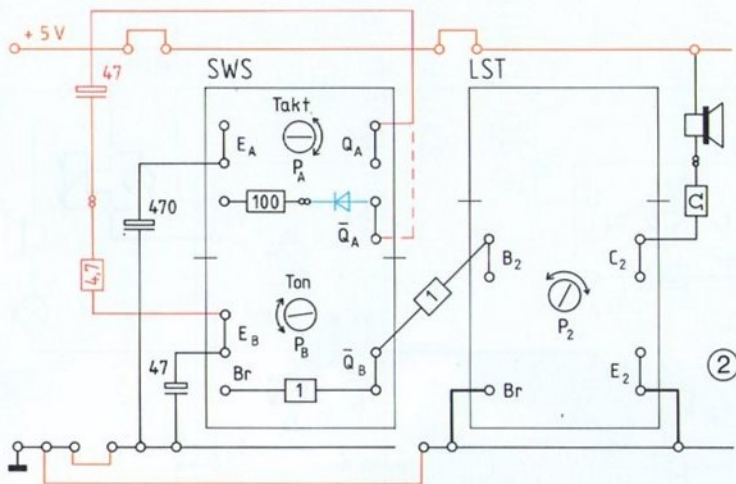 + 5 V
47
SWS
LST
Takt
E_A
Q_A
P_A
470
100
Q̅_A
4,7
Ω
B_2
C_2
Ton
1
P_2
E_B
P_B
Q̅_B
47
E_2
2
Br
1
Br